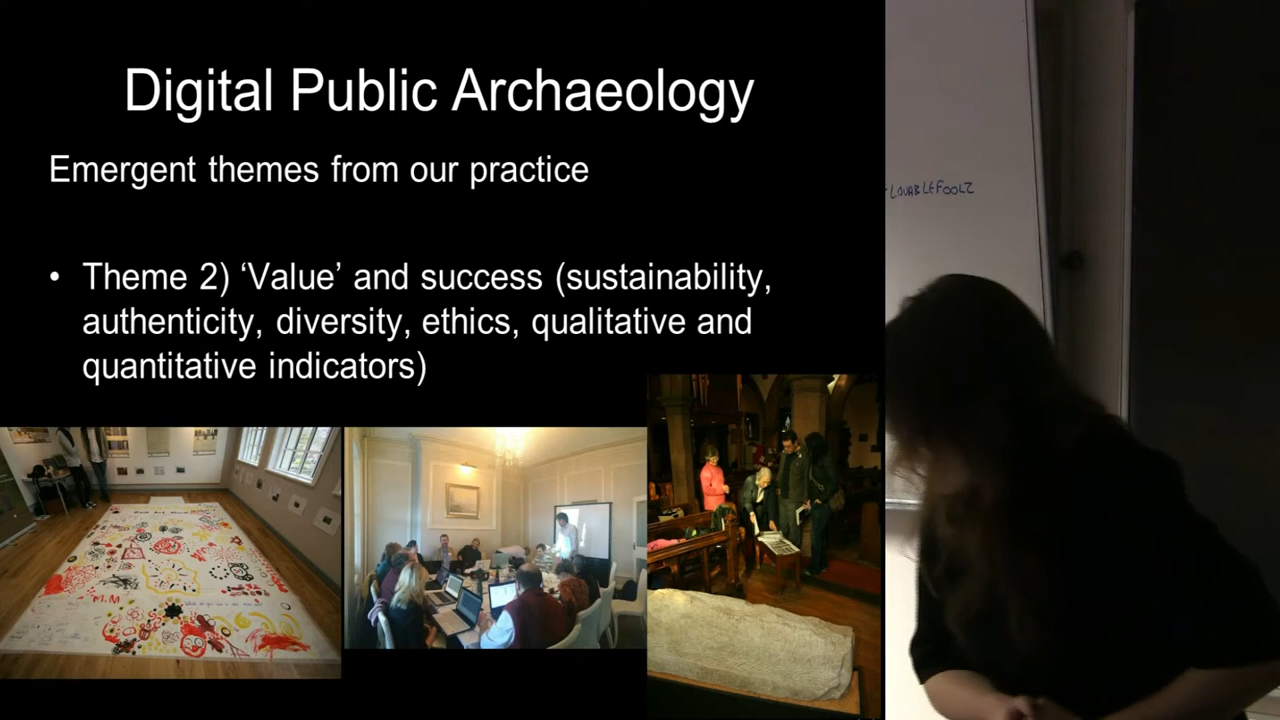 Digital Public Archaeology
Emergent themes from our practice
• Theme 2) ‘Value’ and success (sustainability,
authenticity, diversity, ethics, qualitative and
quantitative indicators)
LOVABLEFOOLZ
M.M